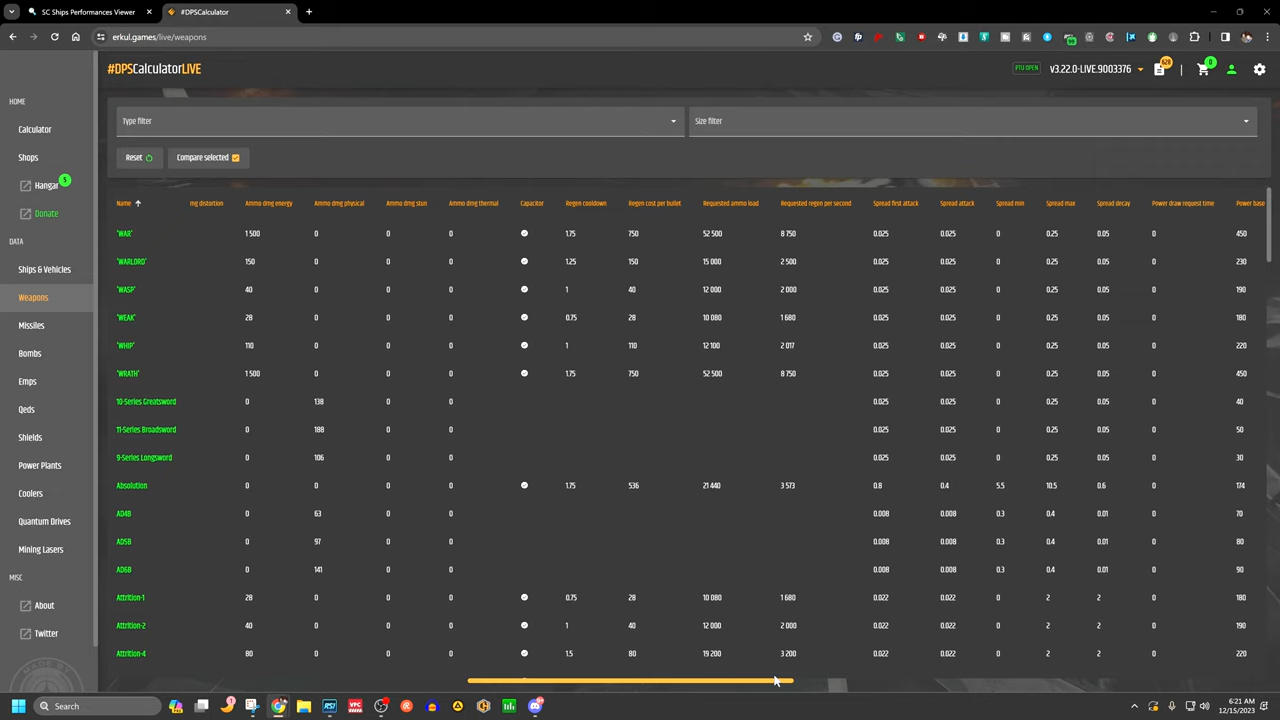 SC Ships Performances Viewer
#DPSCalculator
erkul.games/live/weapons
#DPSCalculatorLIVE
PTU OPEN
v3.22.0-LIVE.9003376
628
0
HOME
Calculator
Shops
Hangar
5
Donate
DATA
Ships & Vehicles
Weapons
Missiles
Bombs
Emps
Qeds
Shields
Power Plants
Coolers
Quantum Drives
Mining Lasers
MISC
About
Twitter
Type filter
Size filter
Reset
Compare selected
Name mg distortion Ammo dmg energy Ammo dmg physical Ammo dmg stun Ammo dmg thermal Capacitor Regen cooldown Regen cost per bullet Requested ammo load Requested regen per second Spread first attack Spread attack Spread min Spread max Spread decay Power draw request time Power base
'WAR' 1 500 0 0 0 1.75 750 52 500 8 750 0.025 0.025 0 0.25 0.05 0 450
'WARLORD' 150 0 0 0 1.25 150 15 000 2 500 0.025 0.025 0 0.25 0.05 0 230
'WASP' 40 0 0 0 1 40 12 000 2 000 0.025 0.025 0 0.25 0.05 0 190
'WEAK' 28 0 0 0 0.75 28 10 080 1 680 0.025 0.025 0 0.25 0.05 0 180
'WHIP' 110 0 0 0 1 110 12 100 2 017 0.025 0.025 0 0.25 0.05 0 220
'WRATH' 1 500 0 0 0 1.75 750 52 500 8 750 0.025 0.025 0 0.25 0.05 0 450
10-Series Greatsword 0 138 0 0 0.025 0.025 0 0.25 0.05 0 40
11-Series Broadsword 0 188 0 0 0.025 0.025 0 0.25 0.05 0 50
9-Series Longsword 0 106 0 0 0.025 0.025 0 0.25 0.05 0 30
Absolution 0 0 0 0 1.75 536 21 440 3 573 0.8 0.4 5.5 10.5 0.6 0 174
AD4B 0 63 0 0 0.008 0.008 0.3 0.4 0.01 0 70
AD5B 0 97 0 0 0.008 0.008 0.3 0.4 0.01 0 80
AD6B 0 141 0 0 0.008 0.008 0.3 0.4 0.01 0 90
Attrition-1 28 0 0 0 0.75 28 10 080 1 680 0.022 0.022 0 2 2 0 180
Attrition-2 40 0 0 0 1 40 12 000 2 000 0.022 0.022 0 2 2 0 190
Attrition-4 80 0 0 0 1.5 80 19 200 3 200 0.022 0.022 0 2 2 0 220
Search
6:21 AM
12/15/2023